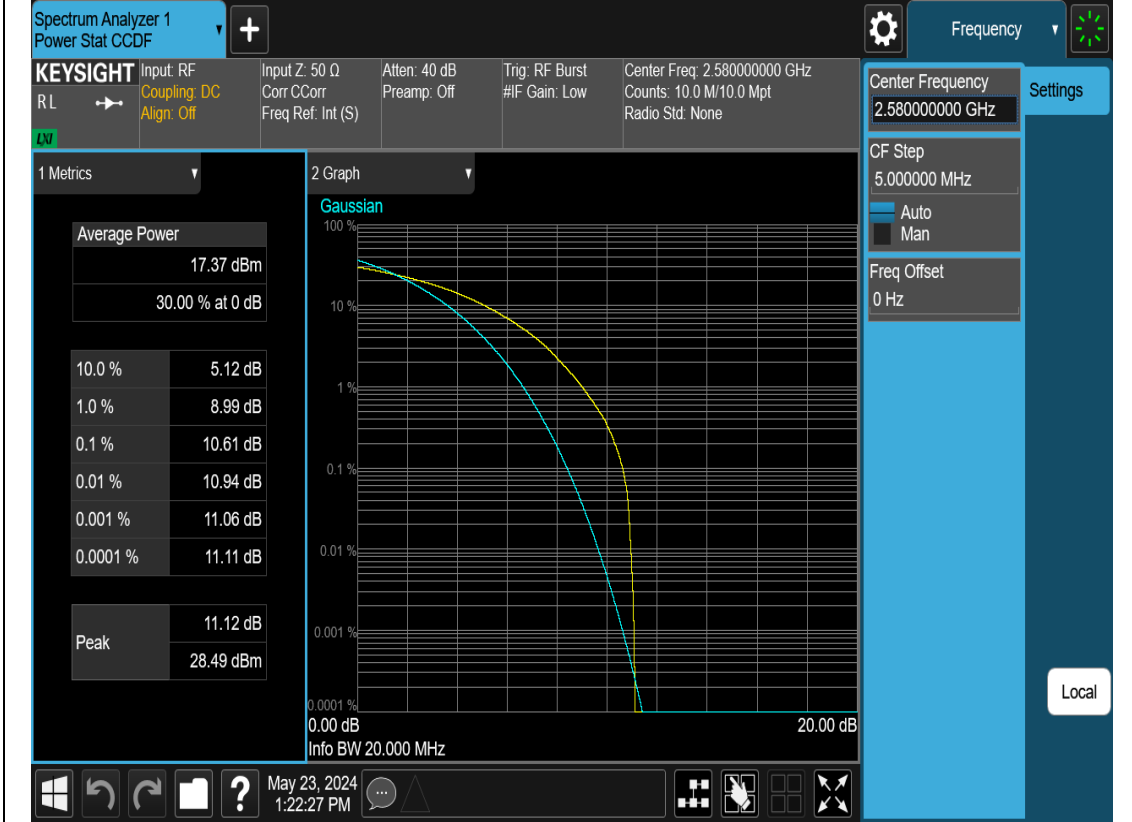 Spectrum Analyzer 1
Power Stat CCDF
+
Frequency
KEYSIGHT
RL
LXI
Input: RF
Coupling: DC
Align: Off
Input Z: 50 Ω
Corr CCorr
Freq Ref: Int (S)
Atten: 40 dB
Preamp: Off
Trig: RF Burst
#IF Gain: Low
Center Freq: 2.580000000 GHz
Counts: 10.0 M/10.0 Mpt
Radio Std: None
Center Frequency
2.580000000 GHz
Settings
CF Step
5.000000 MHz
Auto
Man
Freq Offset
0 Hz
1 Metrics
Average Power
17.37 dBm
30.00 % at 0 dB
10.0 % 5.12 dB
1.0 % 8.99 dB
0.1 % 10.61 dB
0.01 % 10.94 dB
0.001 % 11.06 dB
0.0001 % 11.11 dB
Peak
11.12 dB
28.49 dBm
2 Graph
Gaussian
100 %
10 %
1 %
0.1 %
0.01 %
0.001 %
0.0001 %
0.00 dB 20.00 dB
Info BW 20.000 MHz
Local
?
May 23, 2024
1:22:27 PM